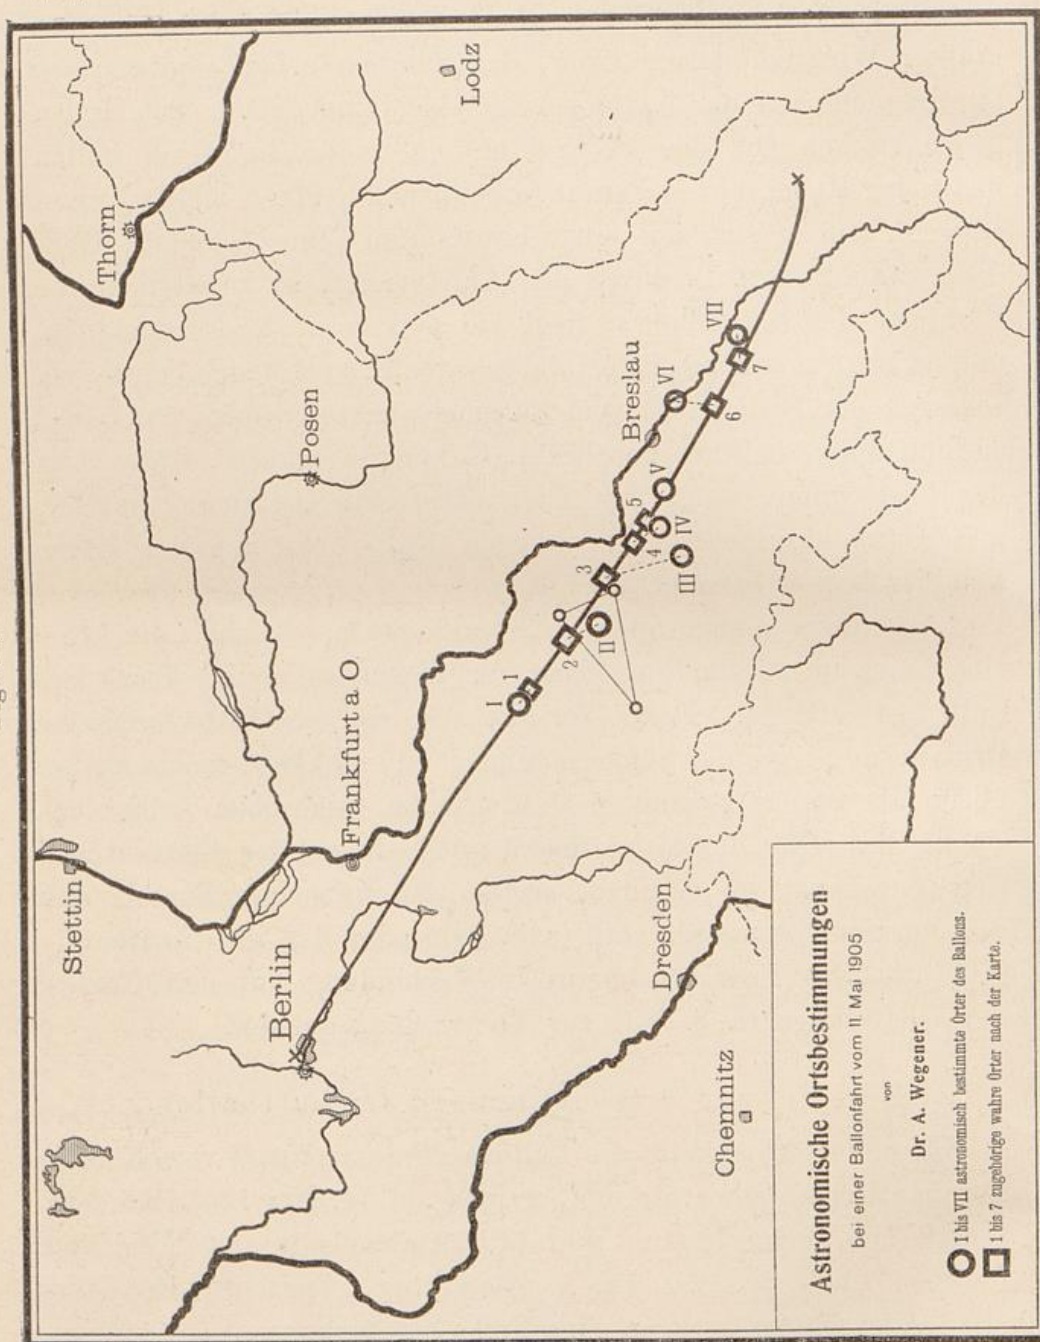 Thorn
Lodz
Stettin
Posen
Frankfurt a O
Berlin
Breslau
Dresden
Chemnitz
I
II
III
IV
V
VI
VII
1
2
3
4
5
6
7
Astronomische Ortsbestimmungen
bei einer Ballonfahrt vom 11. Mai 1905
von
Dr. A. Wegener.
I bis VII astronomisch bestimmte Örter des Ballons.
1 bis 7 zugehörige wahre Örter nach der Karte.